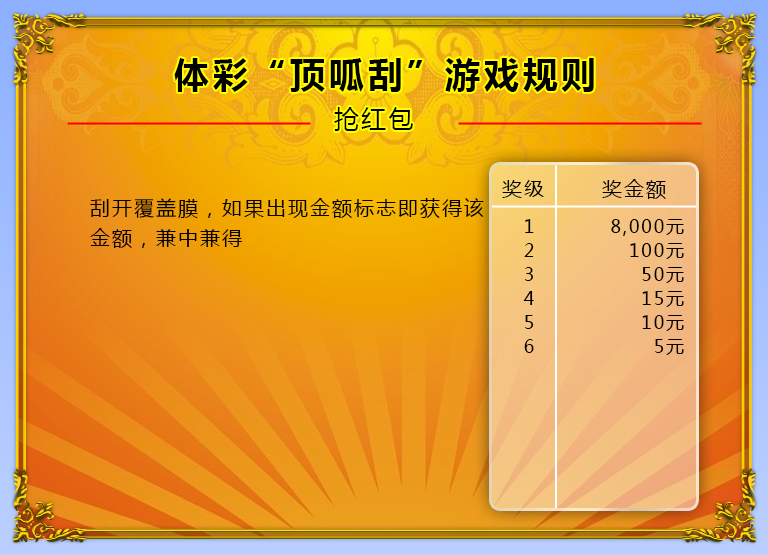 体彩“顶呱刮”游戏规则
抢红包
刮开覆盖膜，如果出现金额标志即获得该
金额，兼中兼得
奖级 奖金额
1 8,000元
2 100元
3 50元
4 15元
5 10元
6 5元